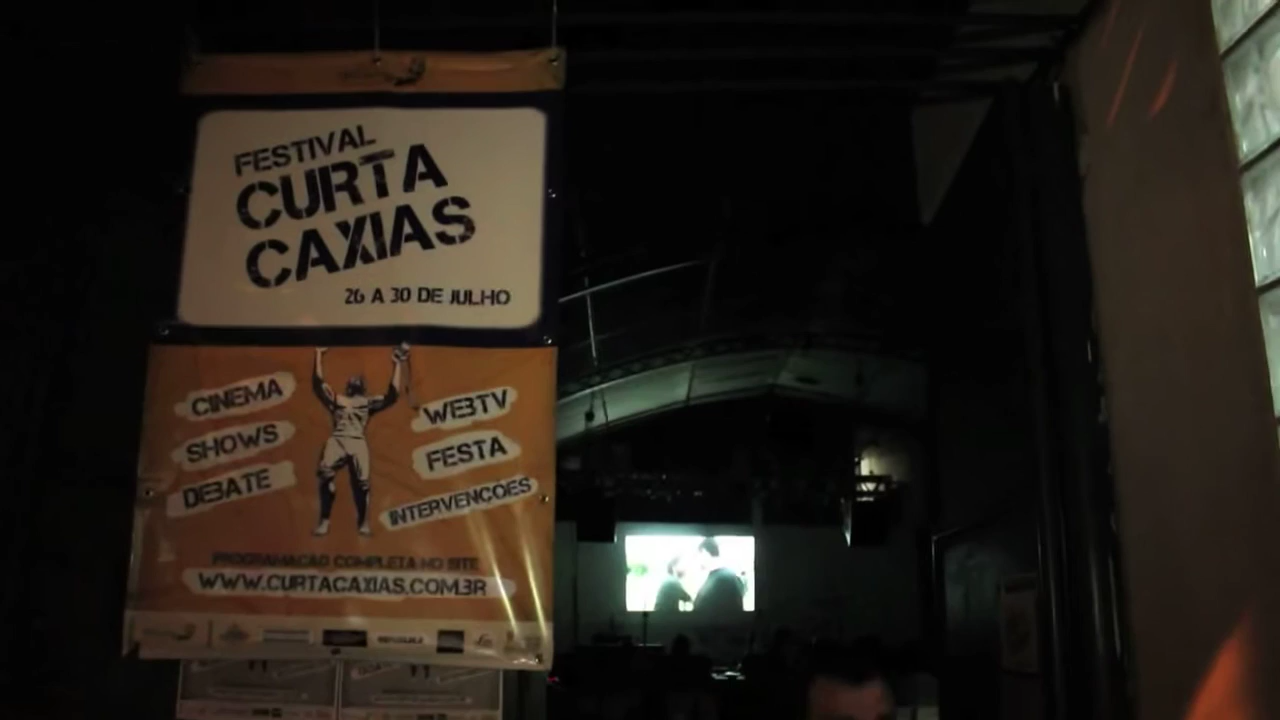 FESTIVAL
CURTA
CAXIAS
26 A 30 DE JULHO
CINEMA
SHOWS
DEBATE
WEBTV
FESTA
INTERVENÇOES
PROGRAMAÇÃO COMPLETA NO SITE
WWW.CURTACAXIAS.COM.BR